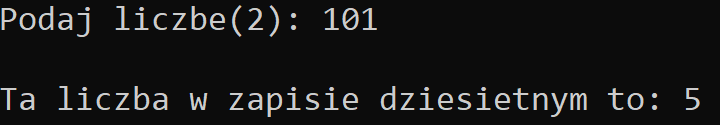 Podaj liczbe(2): 101
Ta liczba w zapisie dziesietnym to: 5